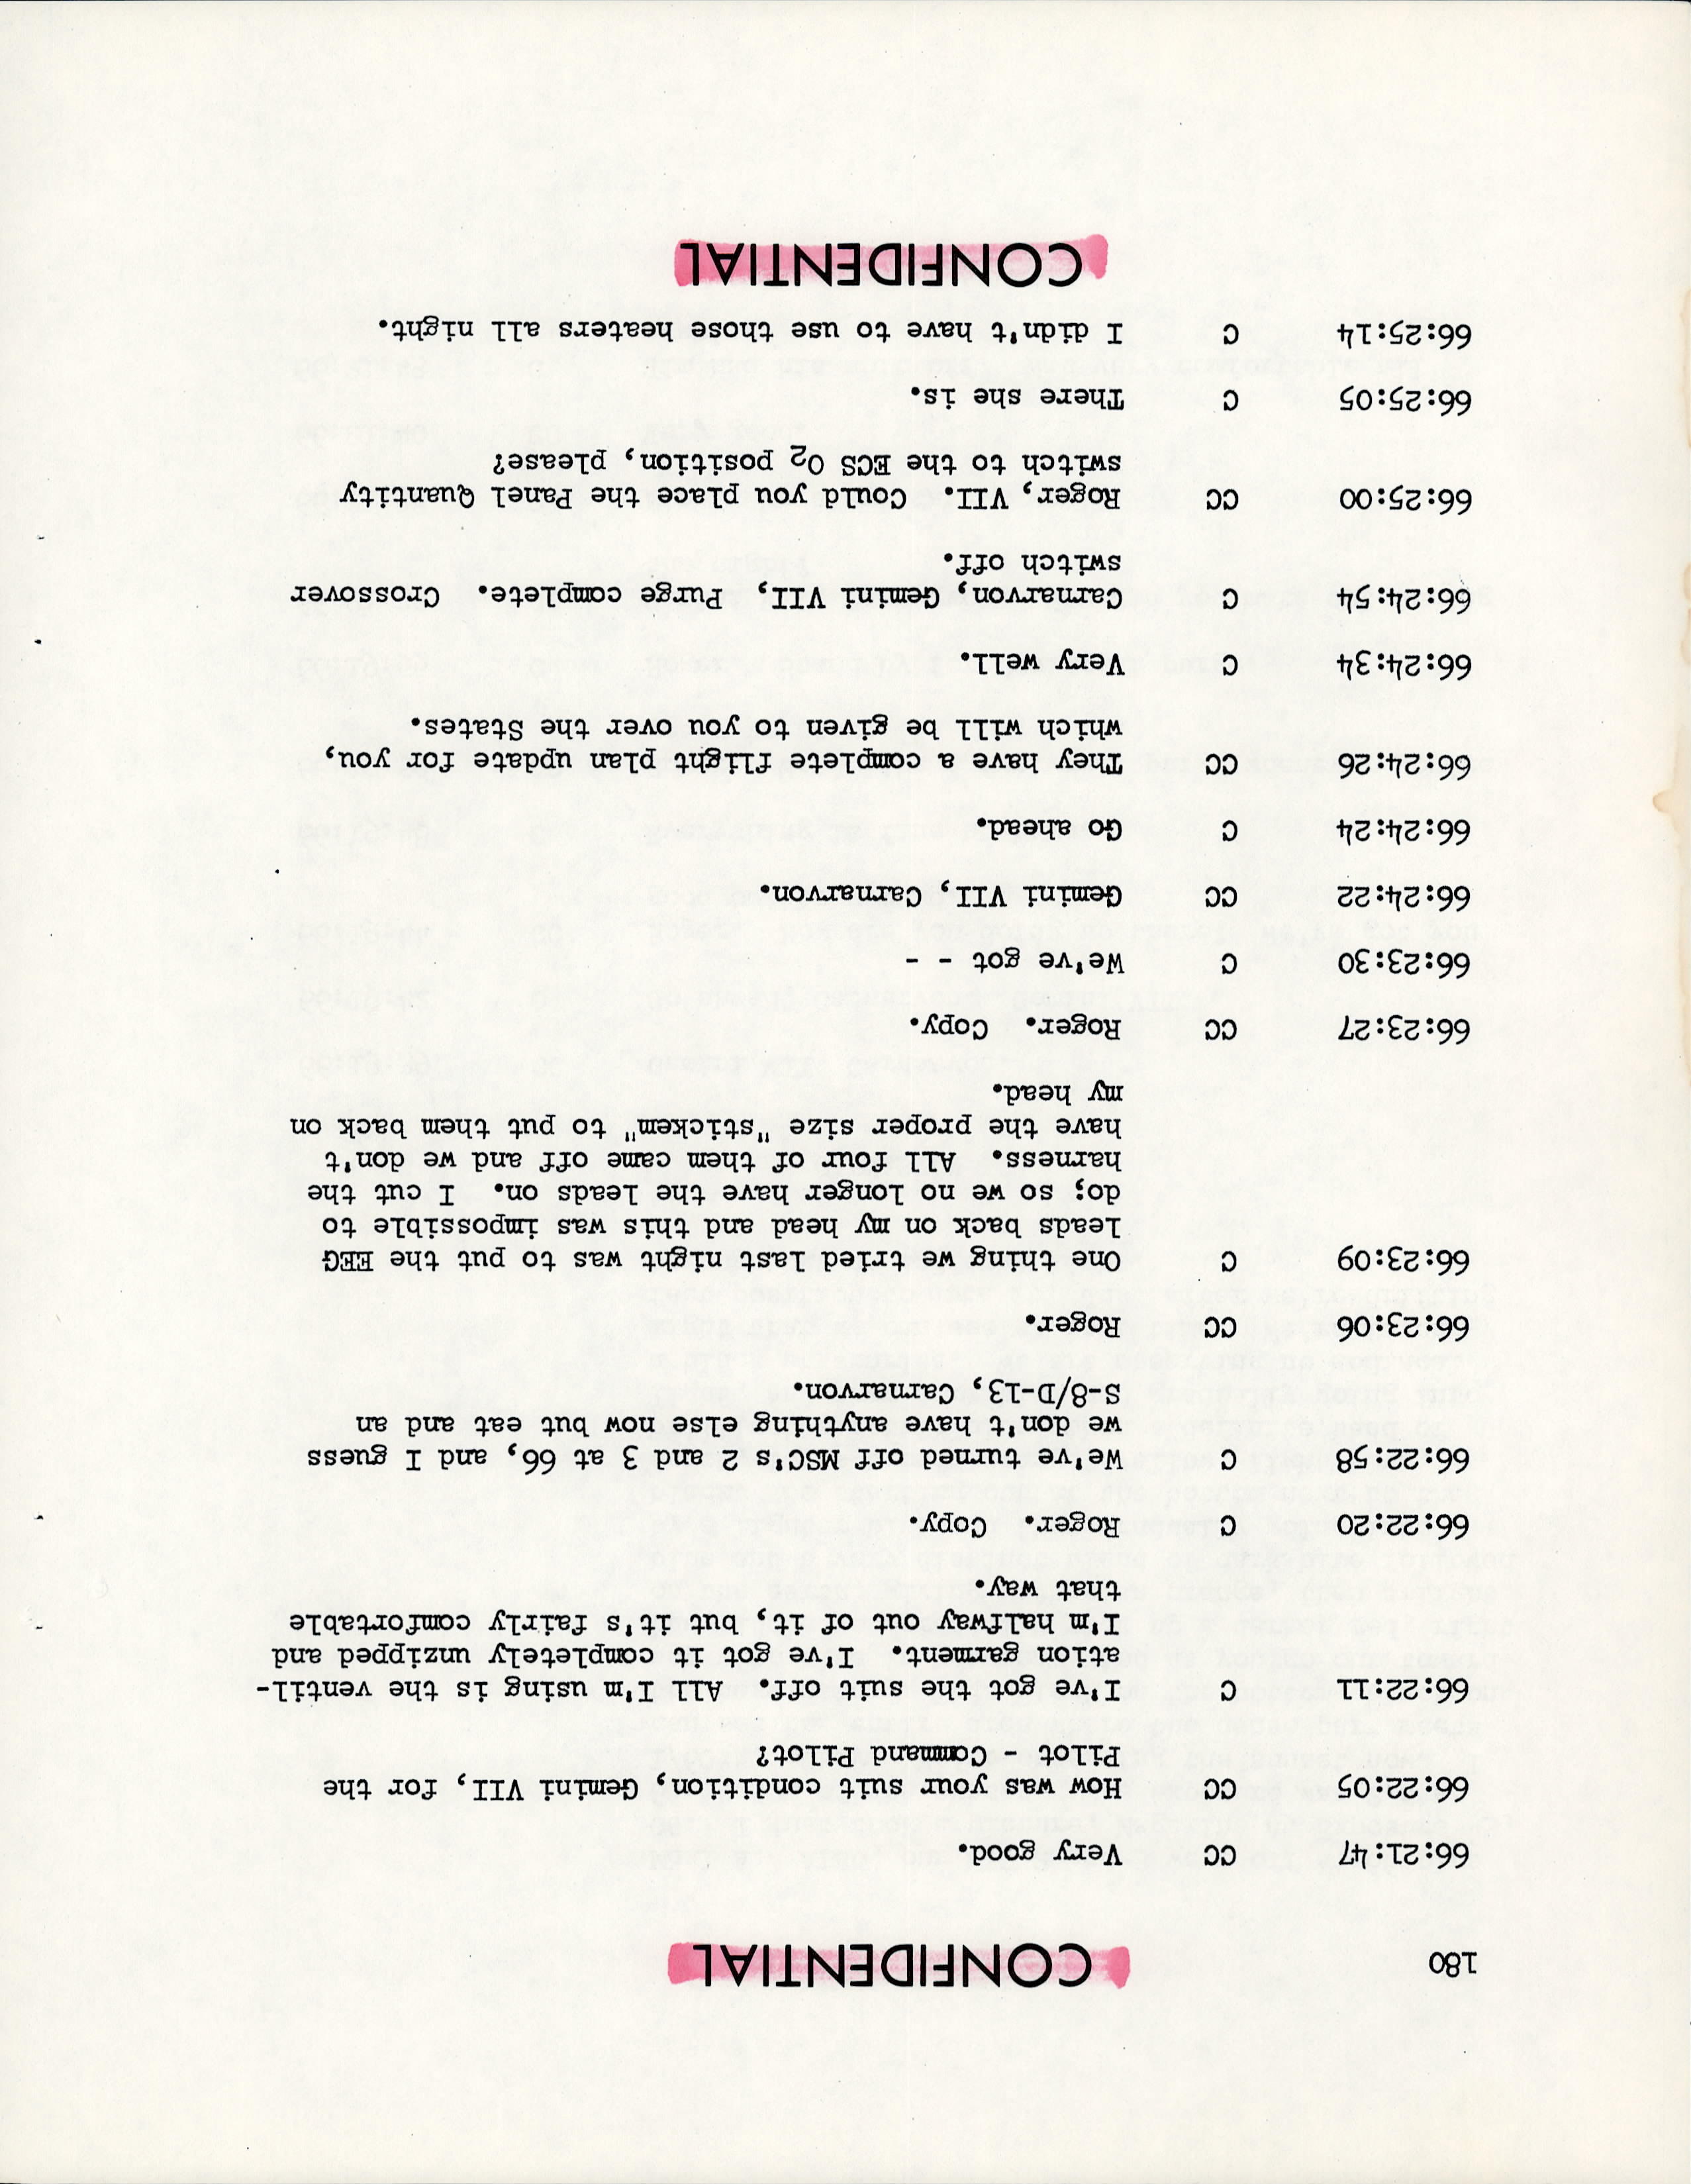 180
CONFIDENTIAL
66:21:47 CC Very good.
66:22:05 CC How was your suit condition, Gemini VII, for the
Pilot - Command Pilot?
66:22:11 C I've got the suit off. All I'm using is the ventil-
ation garment. I've got it completely unzipped and
I'm halfway out of it, but it's fairly comfortable
that way.
66:22:20 C Roger. Copy.
66:22:58 C We've turned off MSC's 2 and 3 at 66, and I guess
we don't have anything else now but eat and an
S-8/D-13, Carnarvon.
66:23:06 CC Roger.
66:23:09 C One thing we tried last night was to put the EEG
leads back on my head and this was impossible to
do; so we no longer have the leads on. I cut the
harness. All four of them came off and we don't
have the proper size "stickem" to put them back on
my head.
66:23:27 CC Roger. Copy.
66:23:30 C We've got - -
66:24:22 CC Gemini VII, Carnarvon.
66:24:24 C Go ahead.
66:24:26 CC They have a complete flight plan update for you,
which will be given to you over the States.
66:24:34 C Very well.
66:24:54 C Carnarvon, Gemini VII, Purge complete. Crossover
switch off.
66:25:00 CC Roger, VII. Could you place the Panel Quantity
switch to the ECS O₂ position, please?
66:25:05 C There she is.
66:25:14 C I didn't have to use those heaters all night.
CONFIDENTIAL